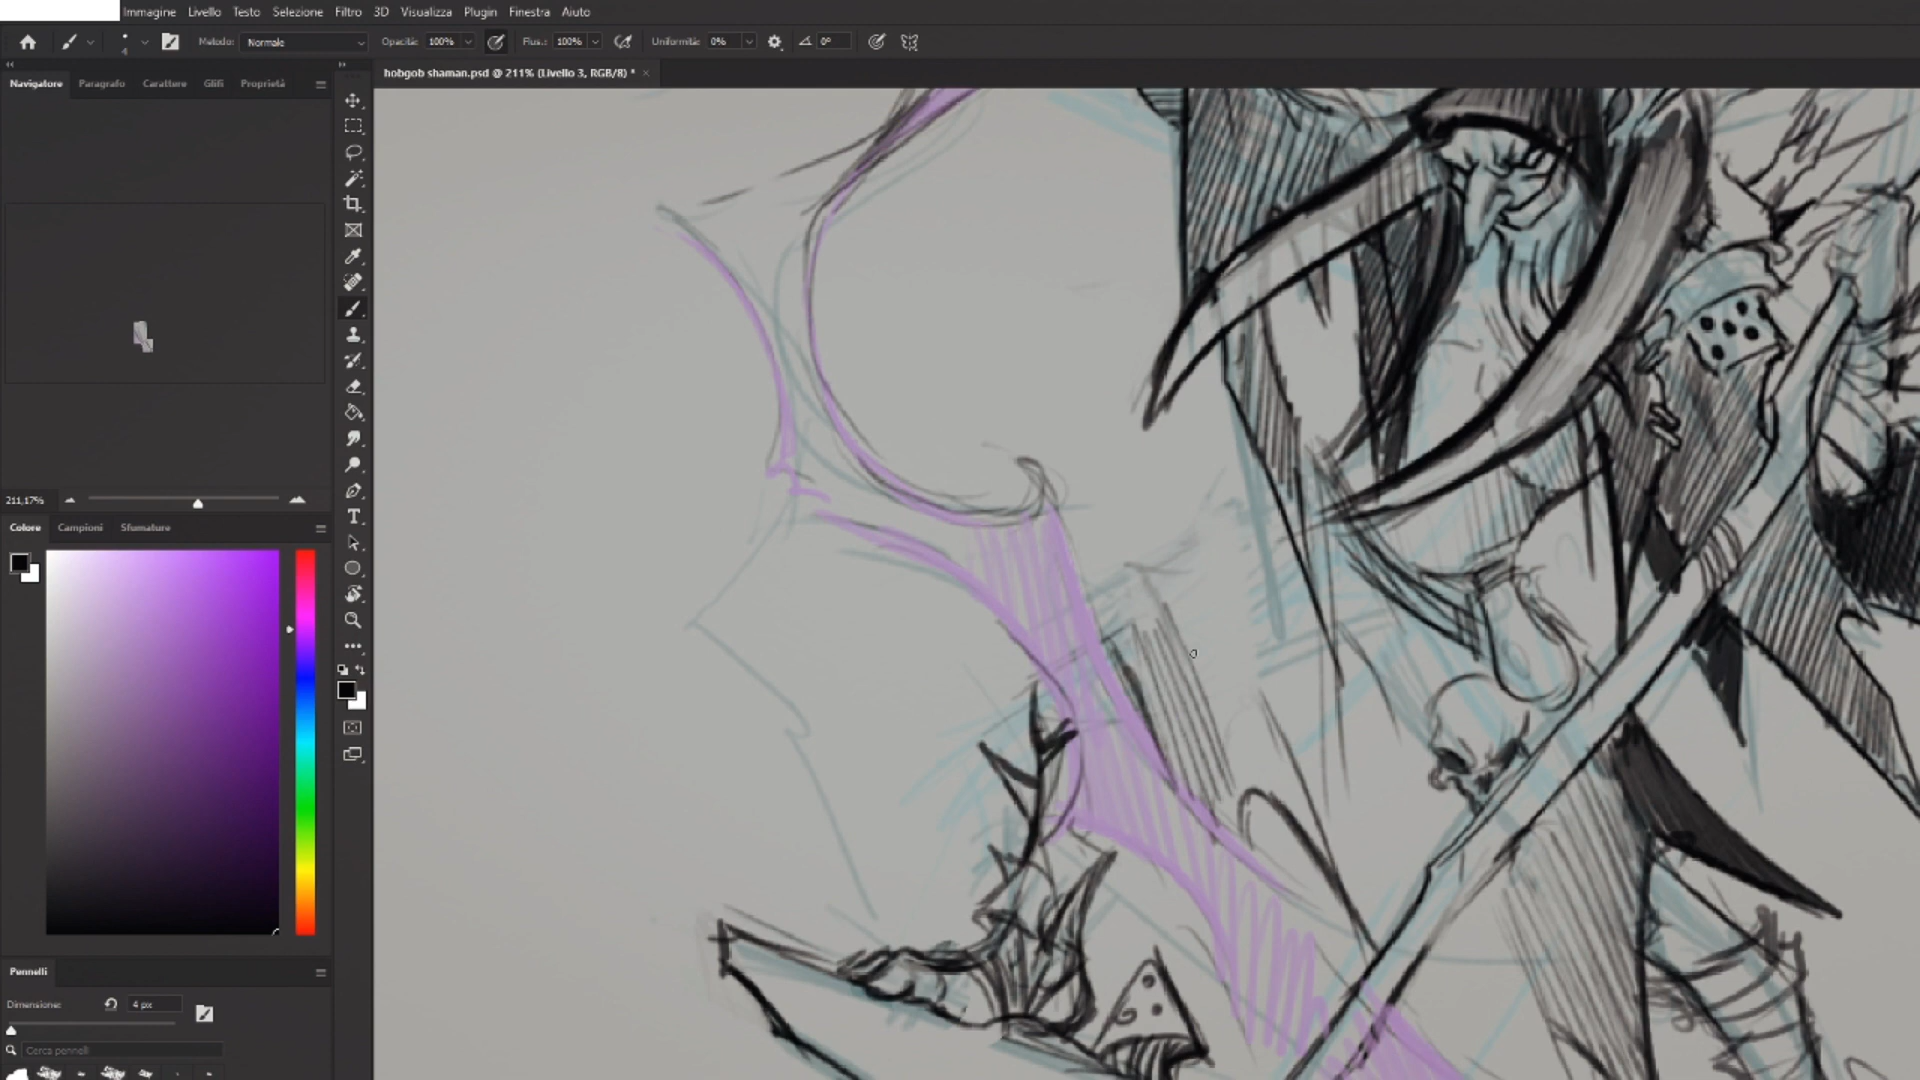 Immagine Livello Testo Selezione Filtro 3D Visualizza Plugin Finestra Aiuto
4 Metodo: Normale Opacità: 100% Flus.: 100% Uniformità: 0% 0°
hobgob shaman.psd @ 211% (Livello 3, RGB/8) *
Navigatore Paragrafo Carattere Glifi Proprietà
211,17%
Colore Campioni Sfumature
Pennelli
Dimensione: 4 px
Cerca pennelli